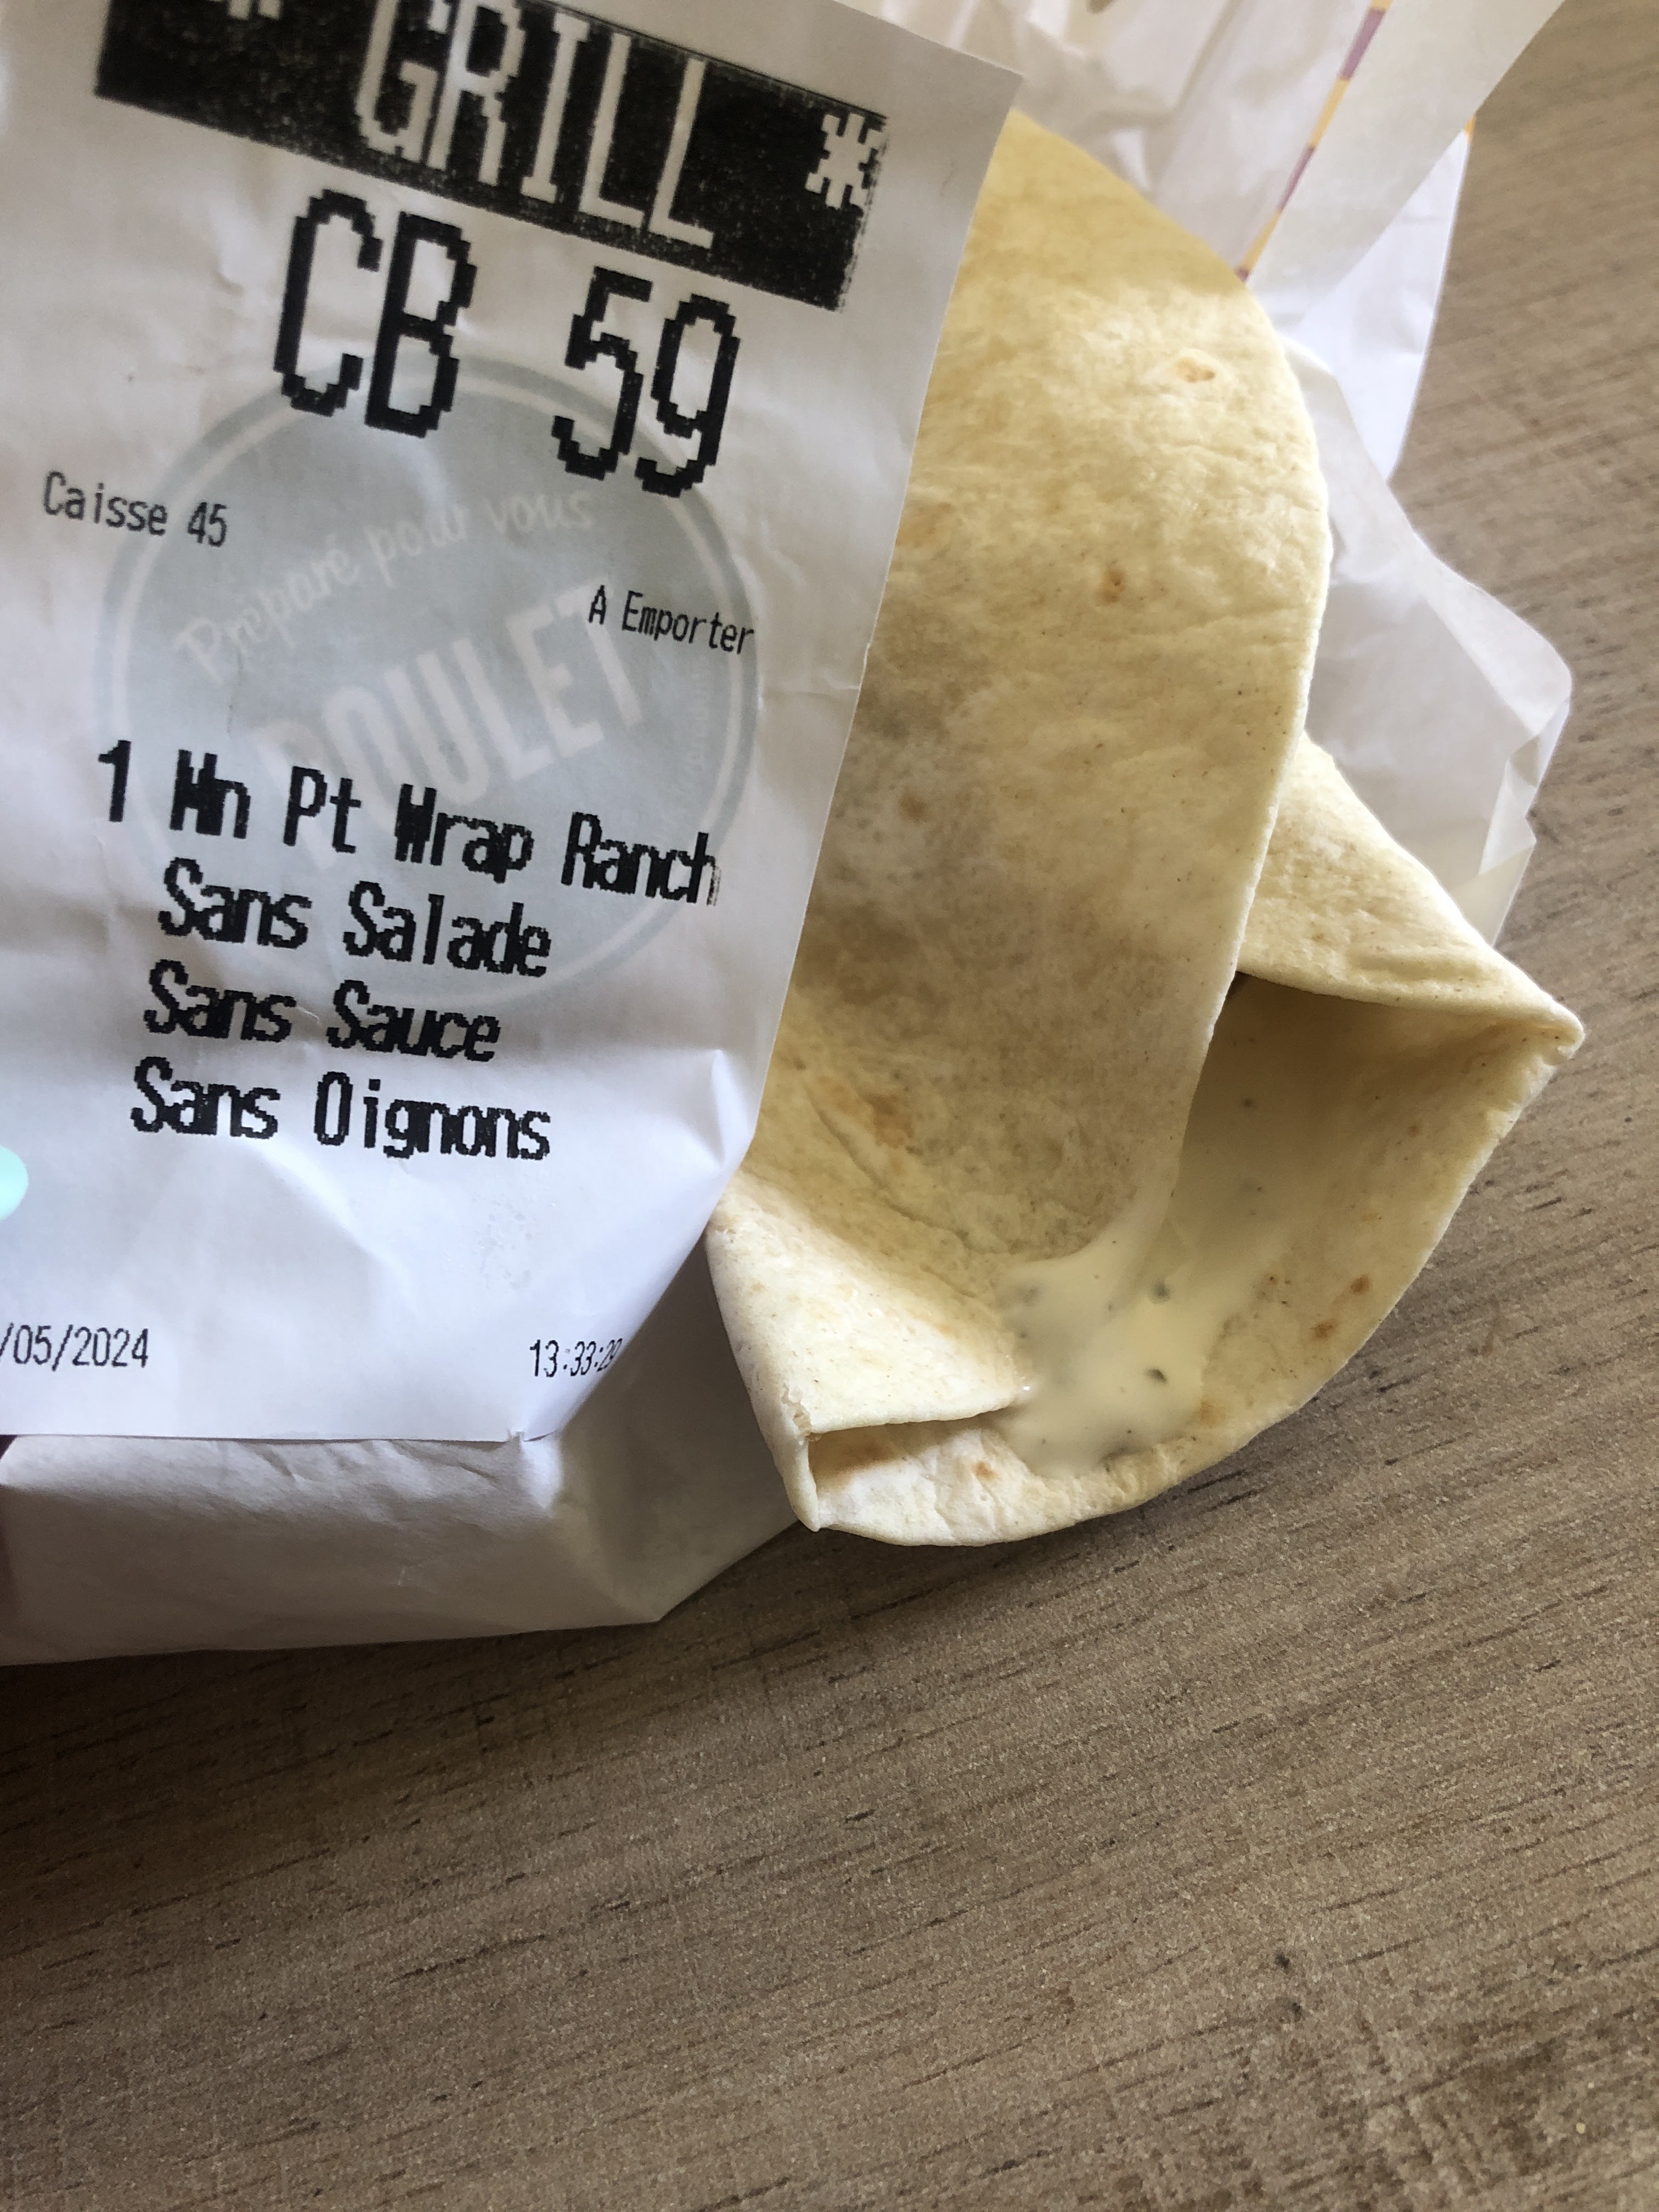 * GRILL *
CB 59
Caisse 45
Préparé pour vous
A Emporter
POULET
1 Mn Pt Wrap Ranch
Sans Salade
Sans Sauce
Sans Oignons
/05/2024 13:33:29